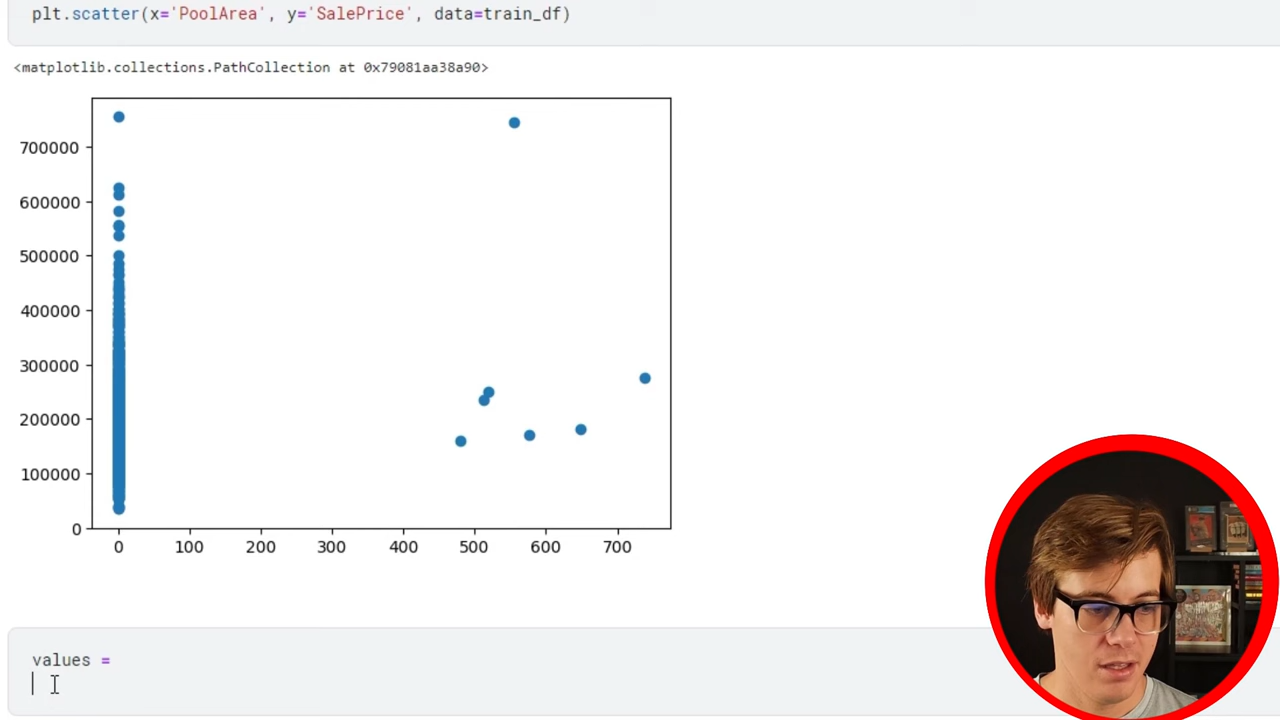 plt.scatter(x='PoolArea', y='SalePrice', data=train_df)
<matplotlib.collections.PathCollection at 0x79081aa38a90>
700000
600000
500000
400000
300000
200000
100000
0
0 100 200 300 400 500 600 700
values =